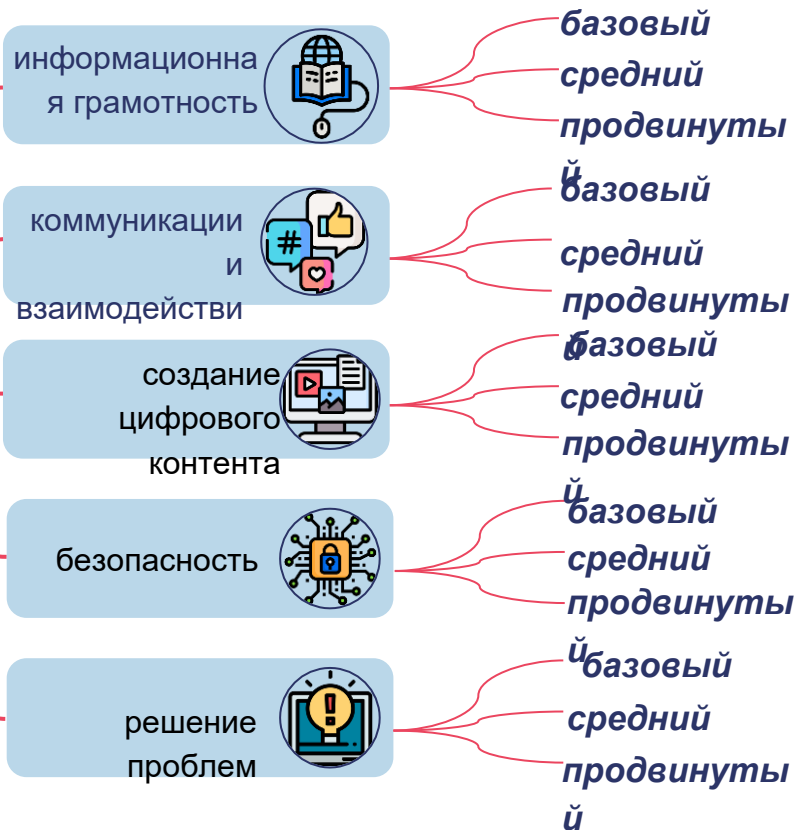 информационна
я грамотность
базовый
средний
продвинуты
й
коммуникации
и
взаимодействи
базовый
средний
продвинуты
й
создание
цифрового
контента
базовый
средний
продвинуты
й
безопасность
базовый
средний
продвинуты
й
решение
проблем
базовый
средний
продвинуты
й
#